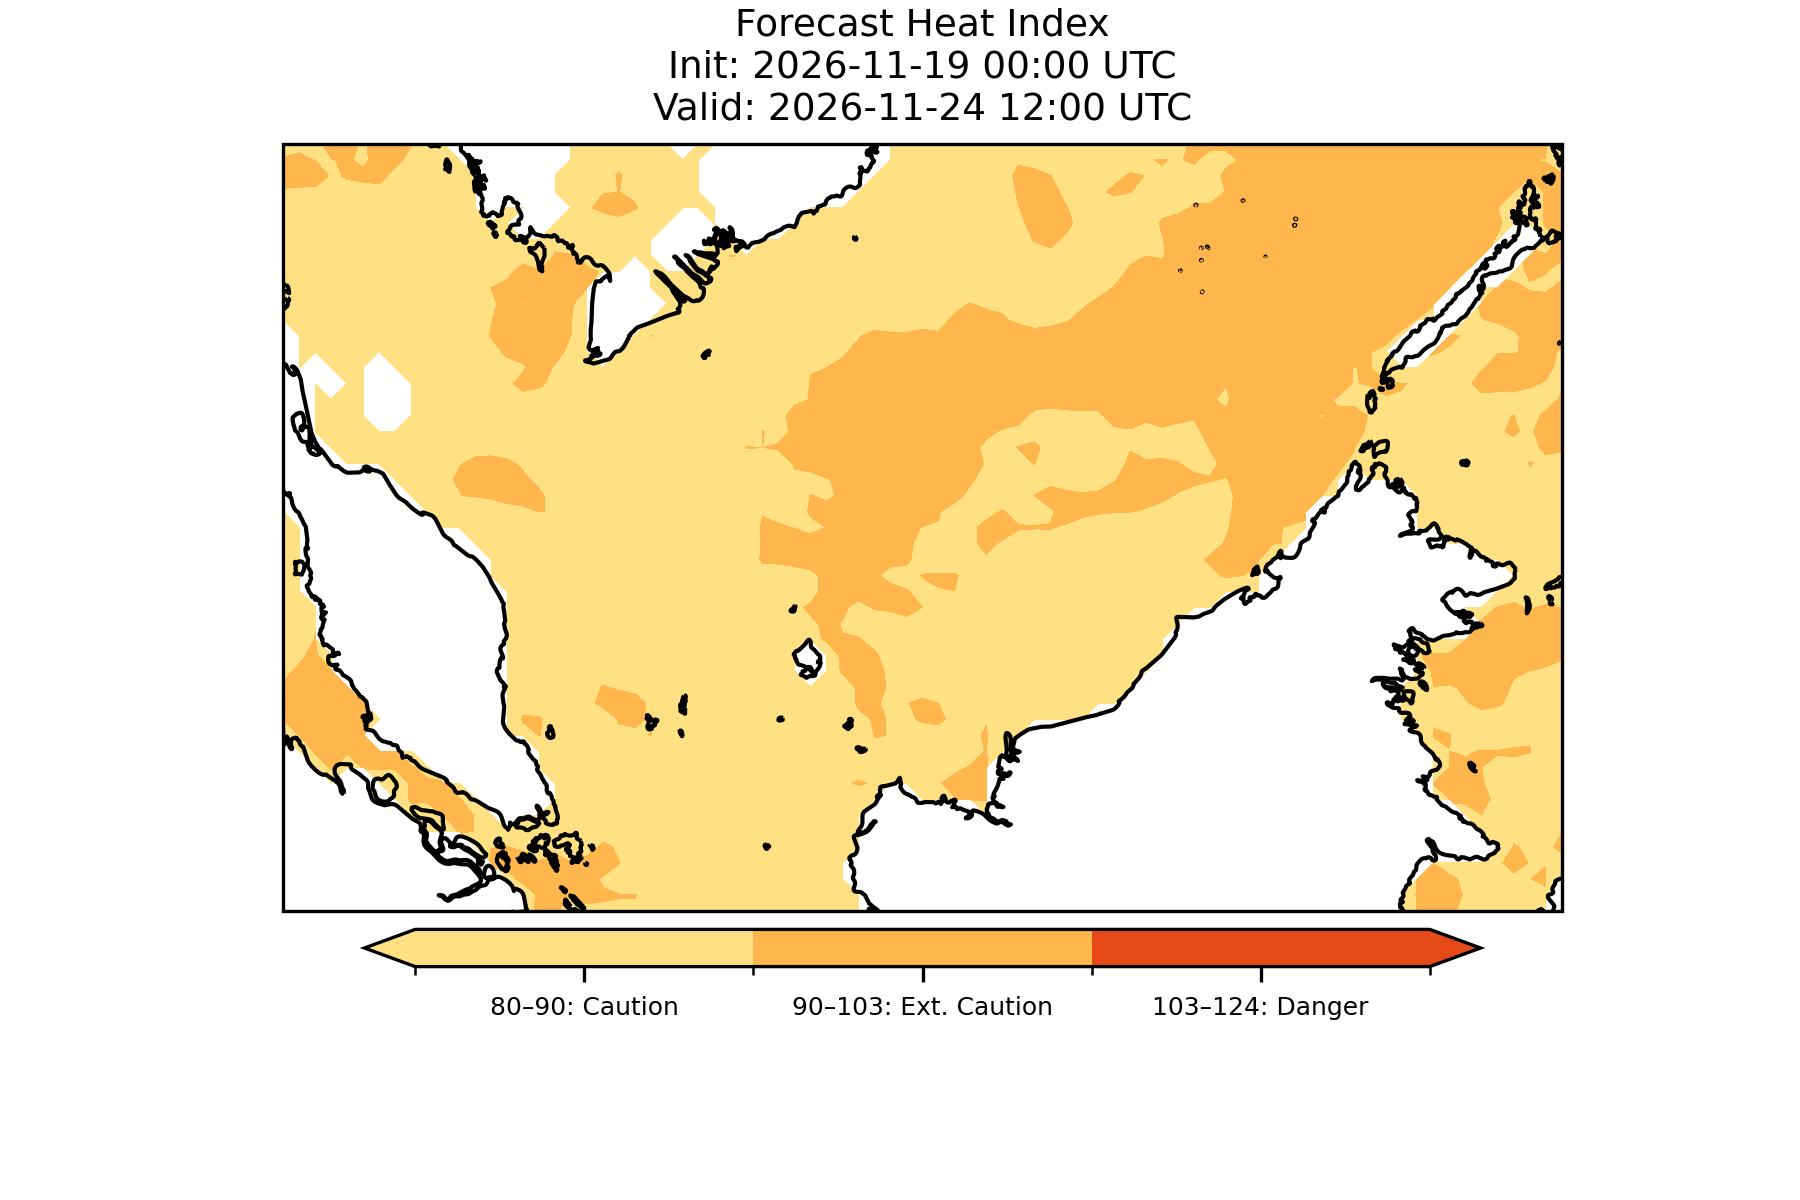 Forecast Heat Index
Init: 2026-11-19 00:00 UTC
Valid: 2026-11-24 12:00 UTC
80–90: Caution
90–103: Ext. Caution
103–124: Danger